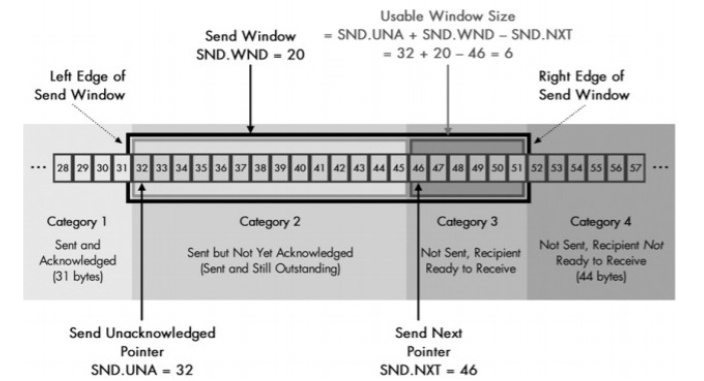 Send Window
SND.WND = 20
Usable Window Size
= SND.UNA + SND.WND – SND.NXT
= 32 + 20 – 46 = 6
Left Edge of
Send Window
Right Edge of
Send Window
··· 28 29 30 31 32 33 34 35 36 37 38 39 40 41 42 43 44 45 46 47 48 49 50 51 52 53 54 55 56 57 ···
Category 1
Sent and
Acknowledged
(31 bytes)
Category 2
Sent but Not Yet Acknowledged
(Sent and Still Outstanding)
Category 3
Not Sent, Recipient
Ready to Receive
Category 4
Not Sent, Recipient Not
Ready to Receive
(44 bytes)
Send Unacknowledged
Pointer
SND.UNA = 32
Send Next
Pointer
SND.NXT = 46